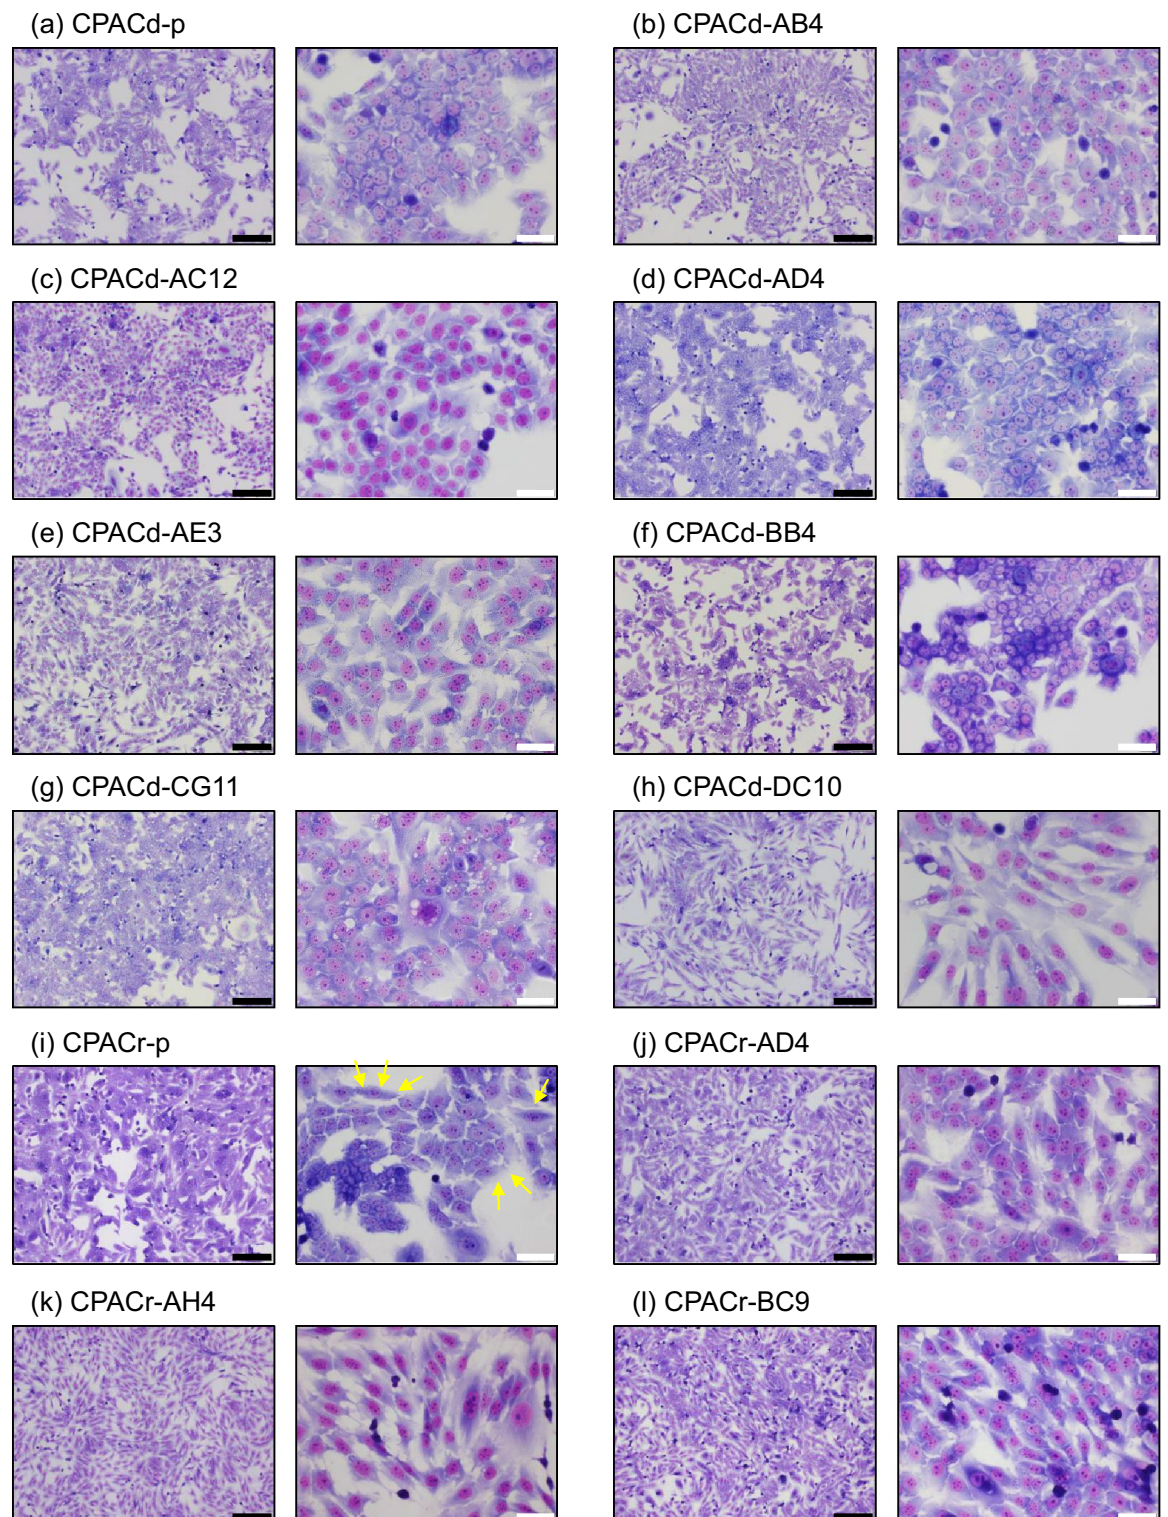 (a) CPACd-p
(b) CPACd-AB4
(c) CPACd-AC12
(d) CPACd-AD4
(e) CPACd-AE3
(f) CPACd-BB4
(g) CPACd-CG11
(h) CPACd-DC10
(i) CPACr-p
(j) CPACr-AD4
(k) CPACr-AH4
(l) CPACr-BC9